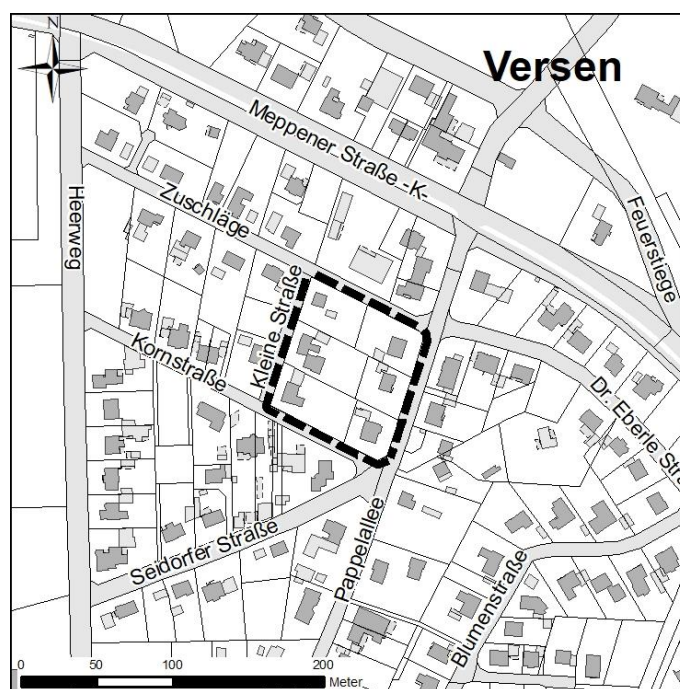 N
Versen
Meppener Straße -K-
Zuschläge
Heerweg
Feuerstiege
Kleine Straße
Kornstraße
Dr. Eberle Stra
Seidorfer Straße
Pappelallee
Blumenstraße
0 50 100 200
Meter